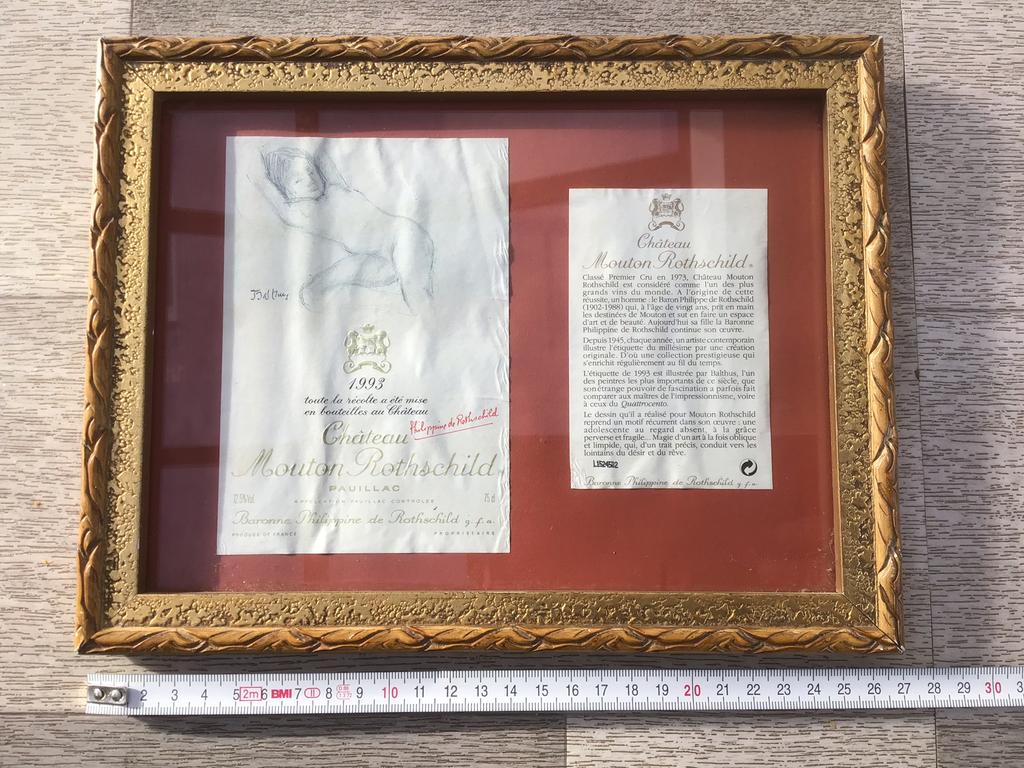 Balthus
1993
toute la récolte a été mise
en bouteilles au Château
Philippine de Rothschild
Château
Mouton Rothschild
PAUILLAC
APPELLATION PAUILLAC CONTRÔLÉE
12,5%Vol. 75 cl
Baronne Philippine de Rothschild g.f.a.
PRODUCE OF FRANCE PROPRIÉTAIRE
Château
Mouton Rothschild
Classé Premier Cru en 1973, Château Mouton
Rothschild est considéré comme l'un des plus
grands vins du monde. A l'origine de cette
réussite, un homme : le Baron Philippe de Rothschild
(1902-1988) qui, à l'âge de vingt ans, prit en main
les destinées de Mouton et sut en faire un espace
d'art et de beauté. Aujourd'hui sa fille la Baronne
Philippine de Rothschild continue son œuvre.
Depuis 1945, chaque année, un artiste contemporain
illustre l'étiquette du millésime par une création
originale. D'où une collection prestigieuse qui
s'enrichit régulièrement au fil du temps.
L'étiquette de 1993 est illustrée par Balthus, l'un
des peintres les plus importants de ce siècle, que
son étrange pouvoir de fascination a parfois fait
comparer aux maîtres de l'impressionnisme, voire
à ceux du Quattrocento.
Le dessin qu'il a réalisé pour Mouton Rothschild
reprend un motif récurrent dans son œuvre : une
adolescente au regard absent, à la grâce
perverse et fragile... Magie d'un art à la fois oblique
et limpide, qui, d'un trait précis, conduit vers les
lointains du désir et du rêve.
Baronne Philippine de Rothschild g.f.a.
2 3 4 5 2m 6 BMI 7 II 8 9 10 11 12 13 14 15 16 17 18 19 20 21 22 23 24 25 26 27 28 29 30